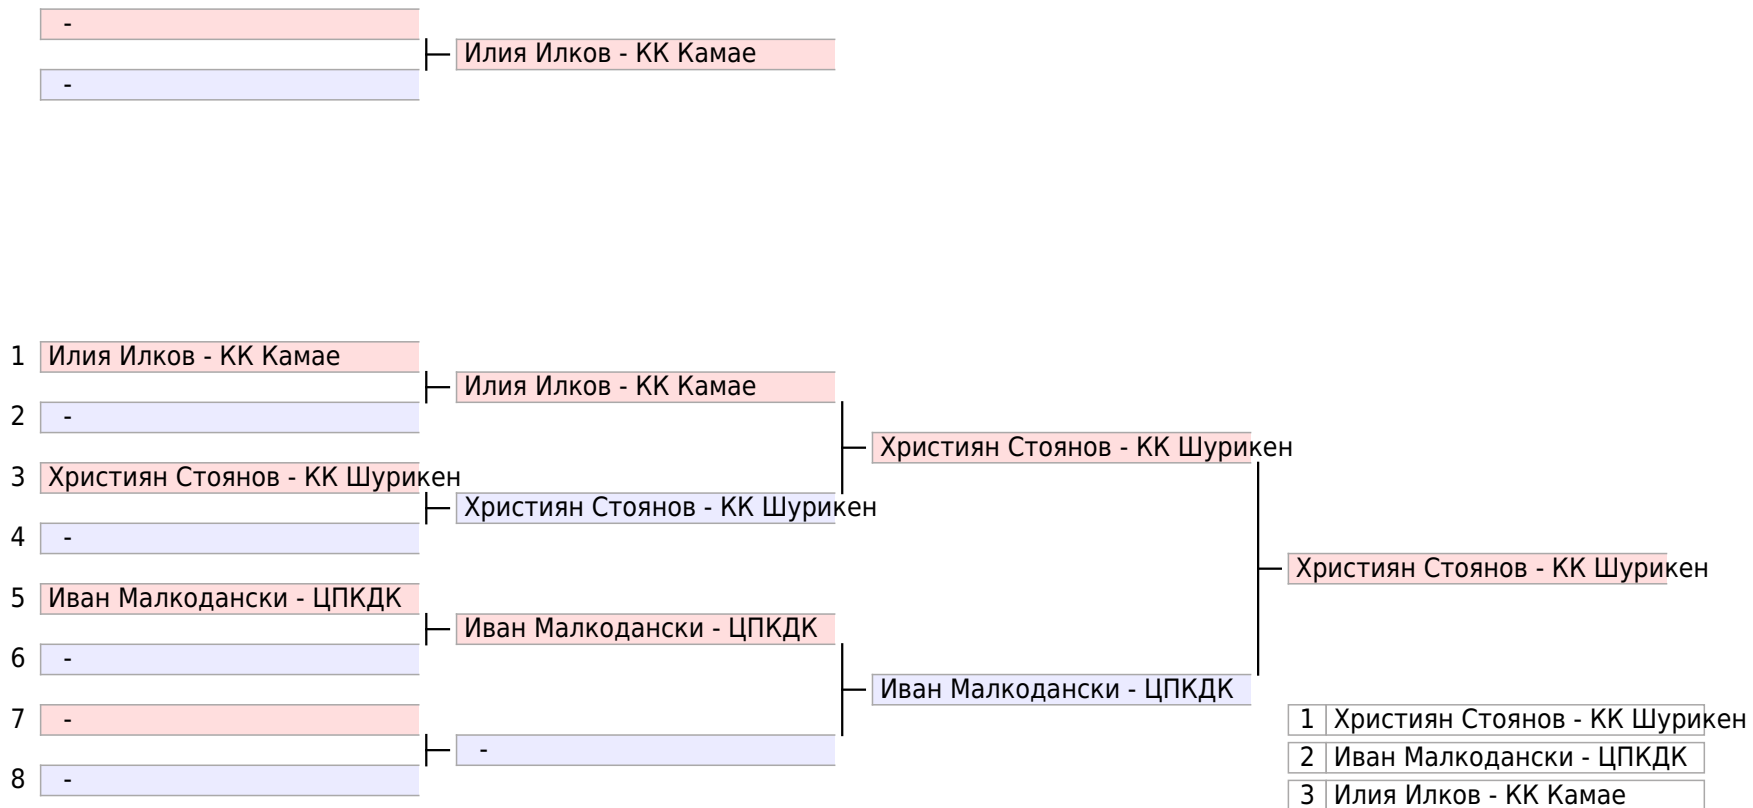 -
Илия Илков - КК Камае
-
1 Илия Илков - КК Камае
Илия Илков - КК Камае
2 -
Християн Стоянов - КК Шурикен
3 Християн Стоянов - КК Шурикен
Християн Стоянов - КК Шурикен
4 -
Християн Стоянов - КК Шурикен
5 Иван Малкодански - ЦПКДК
Иван Малкодански - ЦПКДК
6 -
Иван Малкодански - ЦПКДК
7 -
1 Християн Стоянов - КК Шурикен
-
2 Иван Малкодански - ЦПКДК
8 -
3 Илия Илков - КК Камае